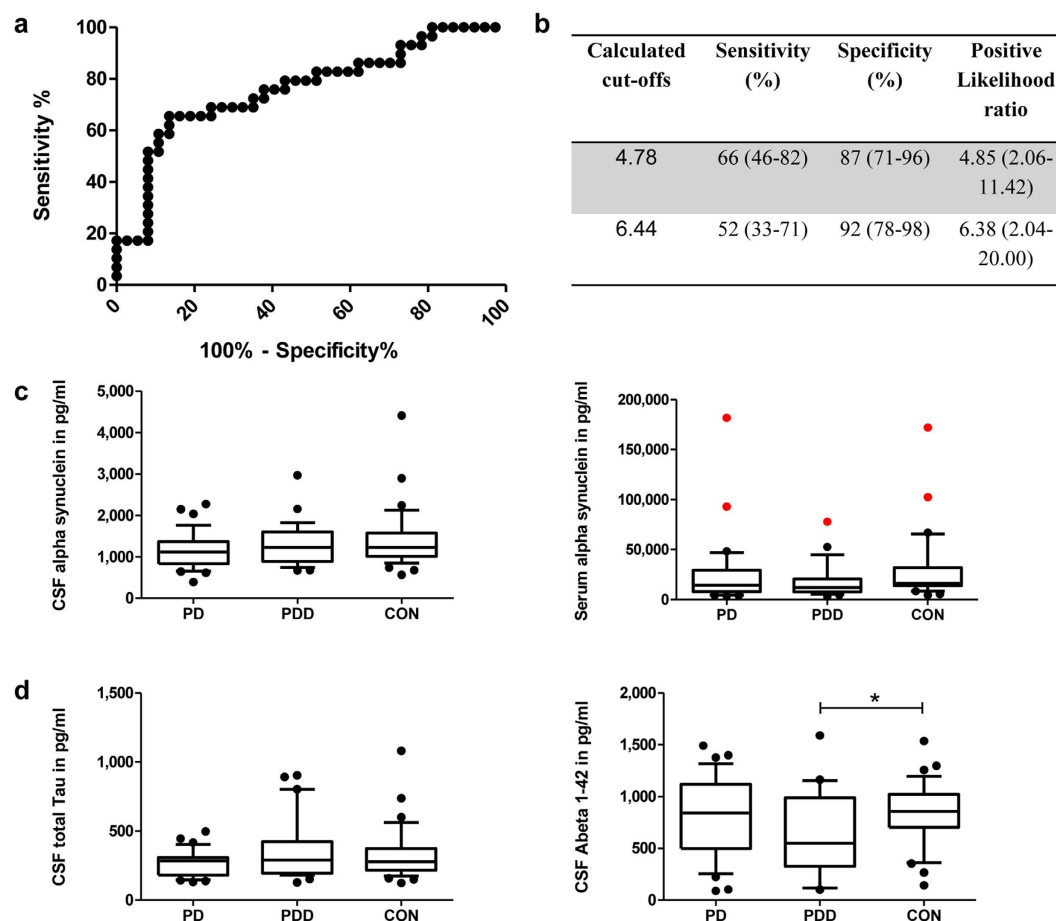 a
100
80
60
40
20
0
Sensitivity %
0
20
40
60
80
100
100% - Specificity%
b
Calculated cut-offs Sensitivity (%) Specificity (%) Positive Likelihood ratio
4.78 66 (46-82) 87 (71-96) 4.85 (2.06-
11.42)
6.44 52 (33-71) 92 (78-98) 6.38 (2.04-
20.00)
c
CSF alpha synuclein in pg/ml
5,000
4,000
3,000
2,000
1,000
0
PD PDD CON
Serum alpha synuclein in pg/ml
200,000
150,000
100,000
50,000
0
PD PDD CON
d
CSF total Tau in pg/ml
1,500
1,000
500
0
PD PDD CON
CSF Abeta 1-42 in pg/ml
2,000
1,500
1,000
500
0
*
PD PDD CON